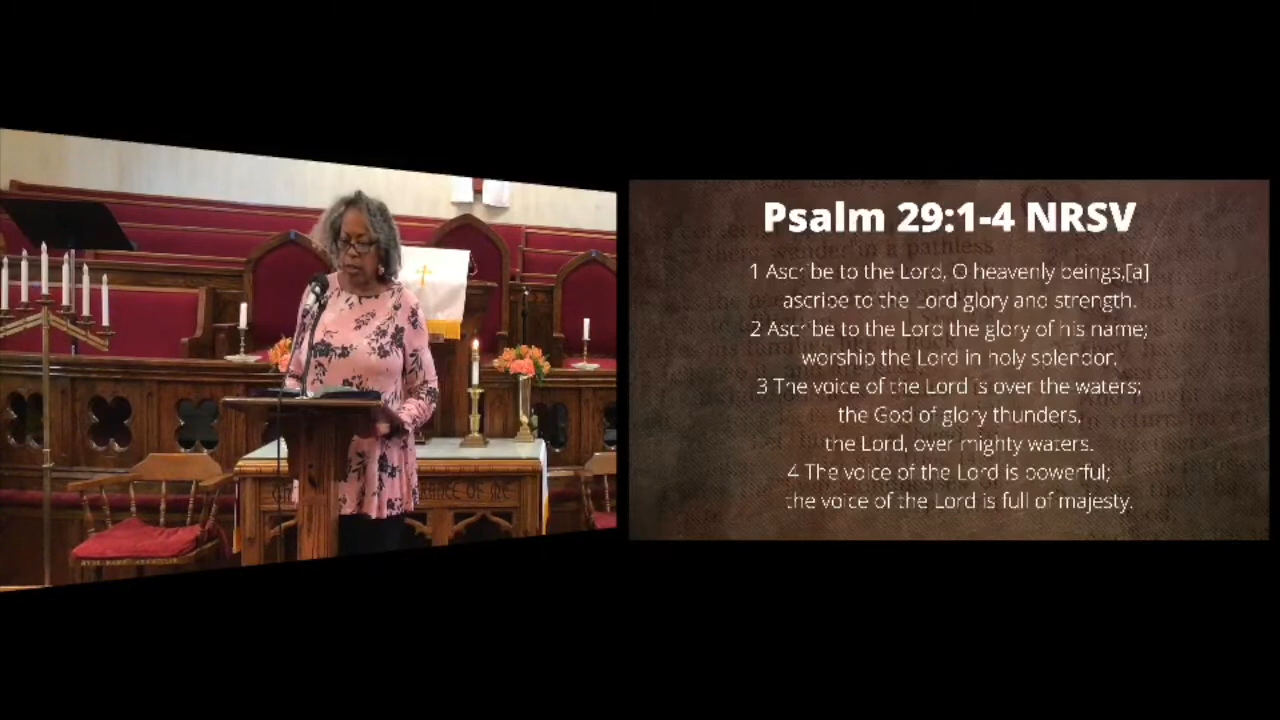 Psalm 29:1-4 NRSV
1 Ascribe to the Lord, O heavenly beings,[a]
ascribe to the Lord glory and strength.
2 Ascribe to the Lord the glory of his name;
worship the Lord in holy splendor.
3 The voice of the Lord is over the waters;
the God of glory thunders,
the Lord, over mighty waters.
4 The voice of the Lord is powerful;
the voice of the Lord is full of majesty.
OF ME